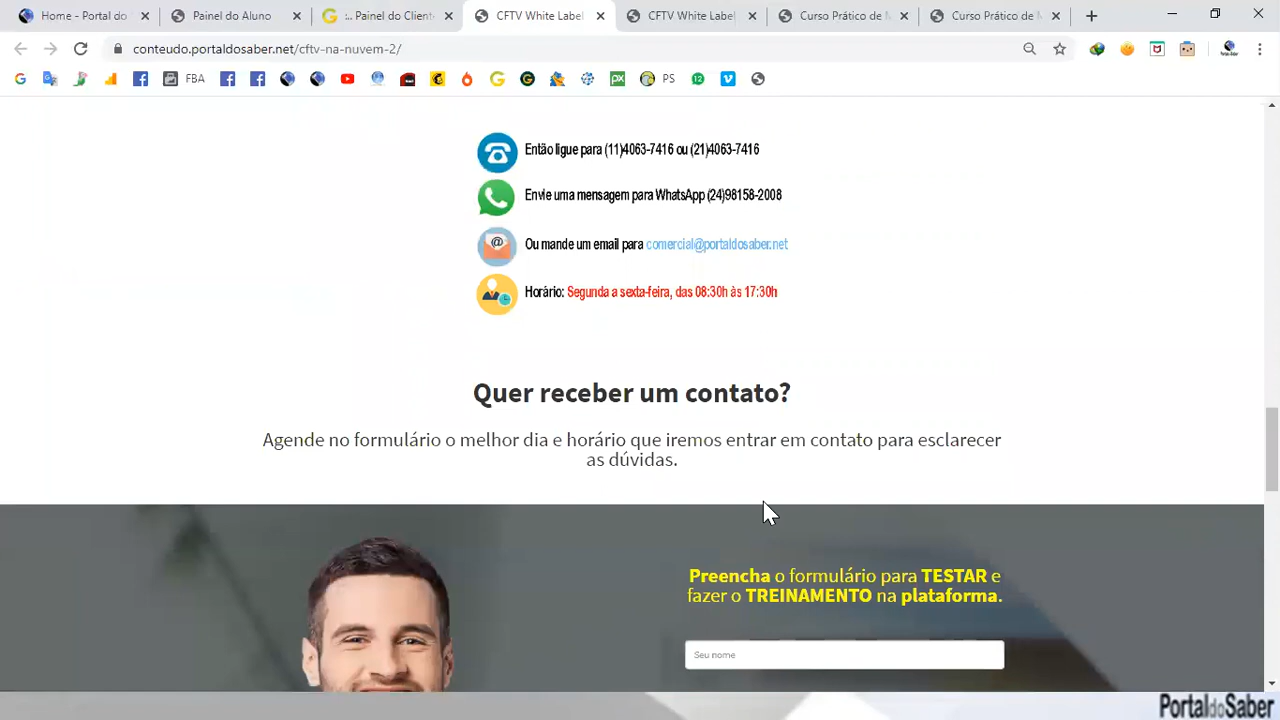 Home - Portal do
Painel do Aluno
:. Painel do Client
CFTV White Label
CFTV White Label
Curso Prático de M
Curso Prático de M
conteudo.portaldosaber.net/cftv-na-nuvem-2/
FBA
PS
Então ligue para (11)4063-7416 ou (21)4063-7416
Envie uma mensagem para WhatsApp (24)98158-2008
Ou mande um email para comercial@portaldosaber.net
Horário: Segunda a sexta-feira, das 08:30h às 17:30h
Quer receber um contato?
Agende no formulário o melhor dia e horário que iremos entrar em contato para esclarecer
as dúvidas.
Preencha o formulário para TESTAR e
fazer o TREINAMENTO na plataforma.
Seu nome
PortaldoSaber